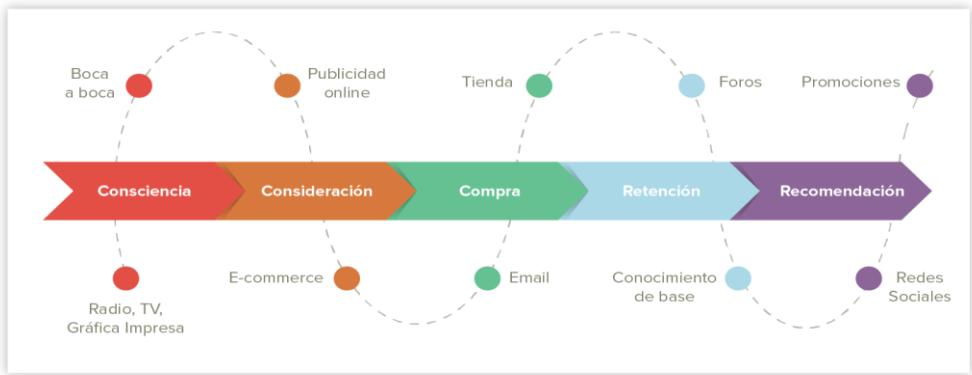 Boca
a boca
Publicidad
online
Tienda
Foros
Promociones
Consciencia
Consideración
Compra
Retención
Recomendación
Radio, TV,
Gráfica Impresa
E-commerce
Email
Conocimiento
de base
Redes
Sociales